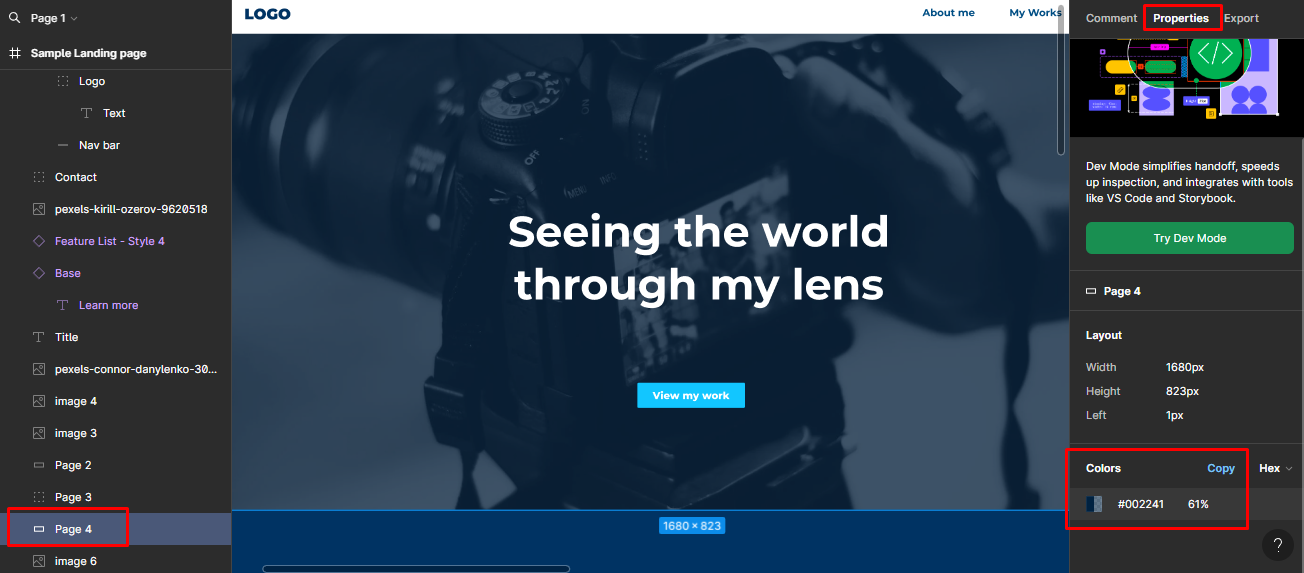 Page 1
Sample Landing page
Logo
Text
Nav bar
Contact
pexels-kirill-ozerov-9620518
Feature List - Style 4
Base
Learn more
Title
pexels-connor-danylenko-30...
image 4
image 3
Page 2
Page 3
Page 4
image 6
LOGO
About me
My Works
OFF
MENU
INFO
Seeing the world
through my lens
View my work
1680 × 823
Comment
Properties
Export
</>
Dev Mode simplifies handoff, speeds
up inspection, and integrates with tools
like VS Code and Storybook.
Try Dev Mode
Page 4
Layout
Width 1680px
Height 823px
Left 1px
Colors Copy Hex
#002241 61%
?